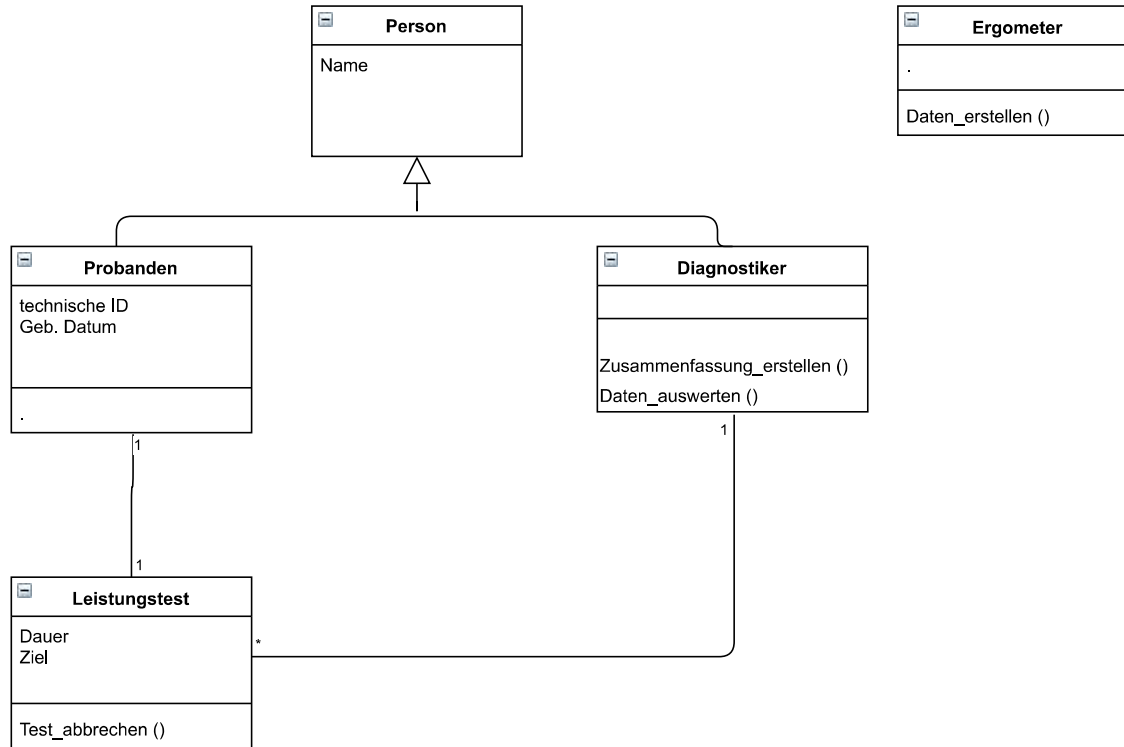 Person
Name
Ergometer
.
Daten_erstellen ()
Probanden
technische ID
Geb. Datum
.
Diagnostiker
Zusammenfassung_erstellen ()
Daten_auswerten ()
1
1
1
*
Leistungstest
Dauer
Ziel
Test_abbrechen ()